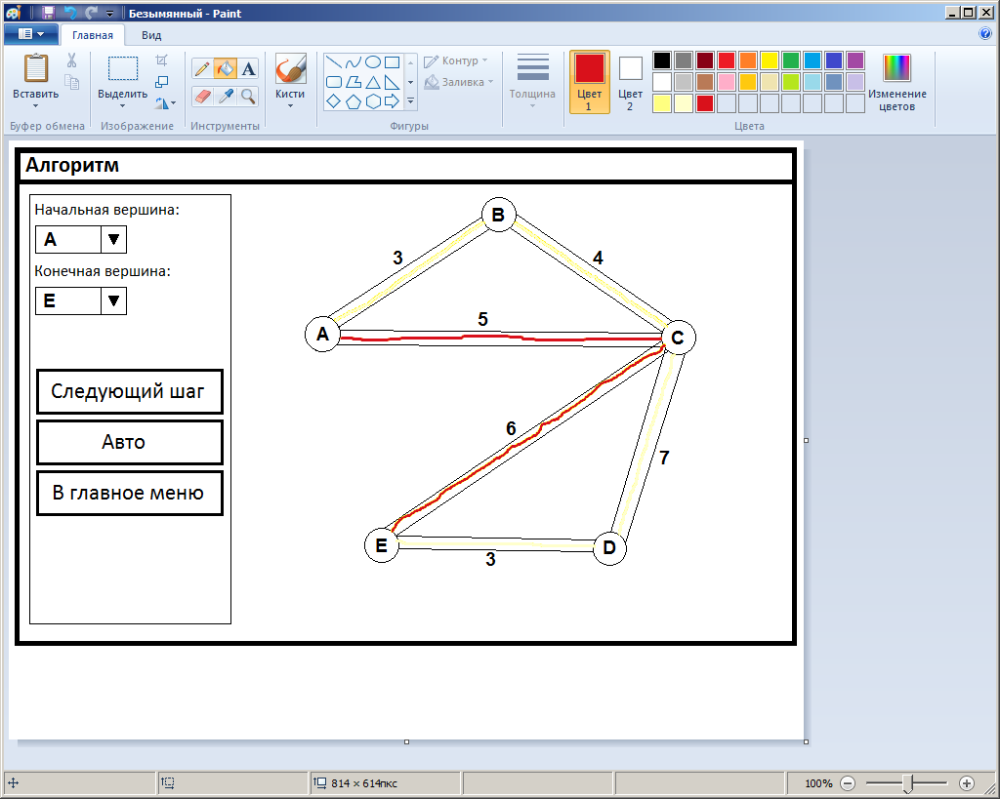 Безымянный - Paint
Главная Вид
Вставить
Выделить
A
Кисти
Контур
Заливка
Толщина
Цвет 1
Цвет 2
Изменение цветов
Буфер обмена Изображение Инструменты Фигуры Цвета
Алгоритм
Начальная вершина:
A
Конечная вершина:
E
Следующий шаг
Авто
В главное меню
B
3 4
5
A C
6
7
E D
3
814 × 614пкс
100%